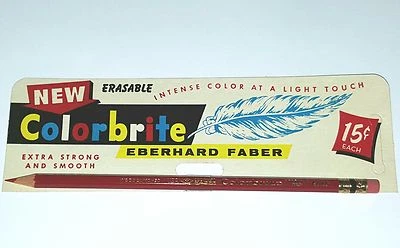 NEW
ERASABLE
INTENSE COLOR AT A LIGHT TOUCH
Colorbrite
EBERHARD FABER
15¢
EACH
EXTRA STRONG
AND SMOOTH